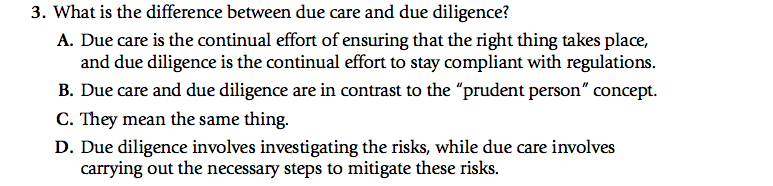 3. What is the difference between due care and due diligence?
A. Due care is the continual effort of ensuring that the right thing takes place,
and due diligence is the continual effort to stay compliant with regulations.
B. Due care and due diligence are in contrast to the “prudent person” concept.
C. They mean the same thing.
D. Due diligence involves investigating the risks, while due care involves
carrying out the necessary steps to mitigate these risks.